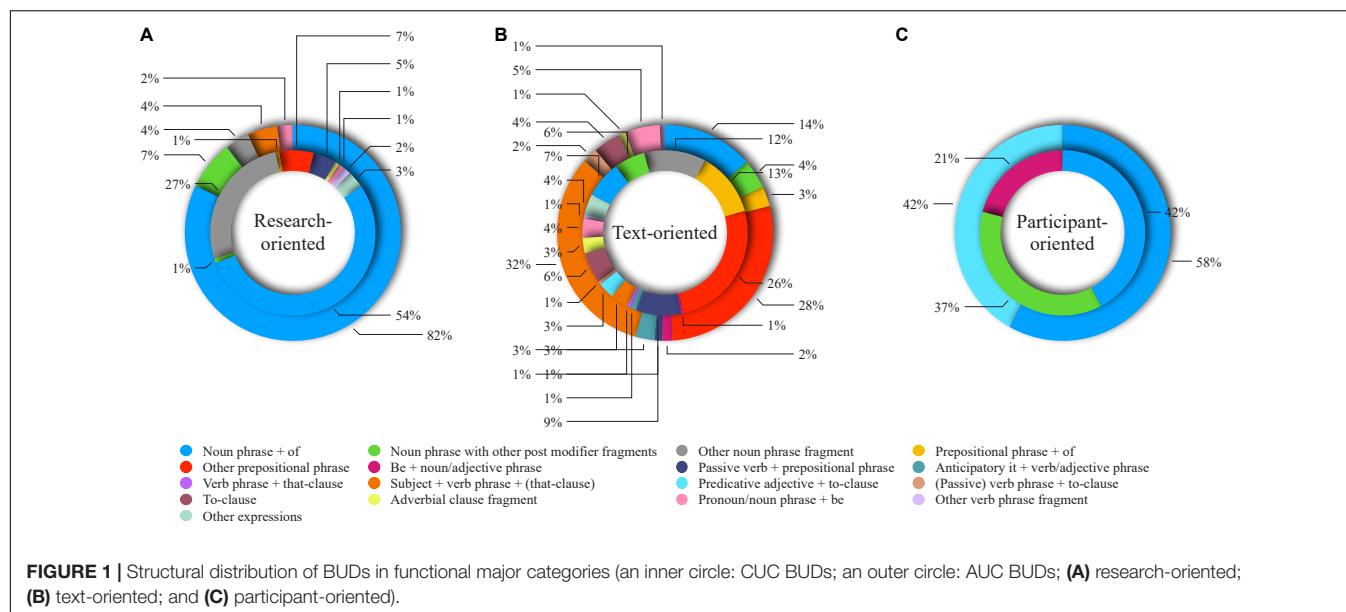 A
B
C
7%
5%
1%
1%
2%
3%
2%
4%
4%
1%
7%
27%
1%
54%
82%
Research-
oriented
1%
5%
1%
4%
6%
2%
7%
4%
1%
4%
3%
32%
6%
1%
3%
3% 3%
1% 1%
1%
9%
14%
12%
4%
13%
3%
26%
28%
1%
2%
Text-oriented
21%
42%
42%
58%
37%
Participant-
oriented
Noun phrase + of
Noun phrase with other post modifier fragments
Other noun phrase fragment
Prepositional phrase + of
Other prepositional phrase
Be + noun/adjective phrase
Passive verb + prepositional phrase
Anticipatory it + verb/adjective phrase
Verb phrase + that-clause
Subject + verb phrase + (that-clause)
Predicative adjective + to-clause
(Passive) verb phrase + to-clause
To-clause
Adverbial clause fragment
Pronoun/noun phrase + be
Other verb phrase fragment
Other expressions
FIGURE 1 | Structural distribution of BUDs in functional major categories (an inner circle: CUC BUDs; an outer circle: AUC BUDs; (A) research-oriented;
(B) text-oriented; and (C) participant-oriented).